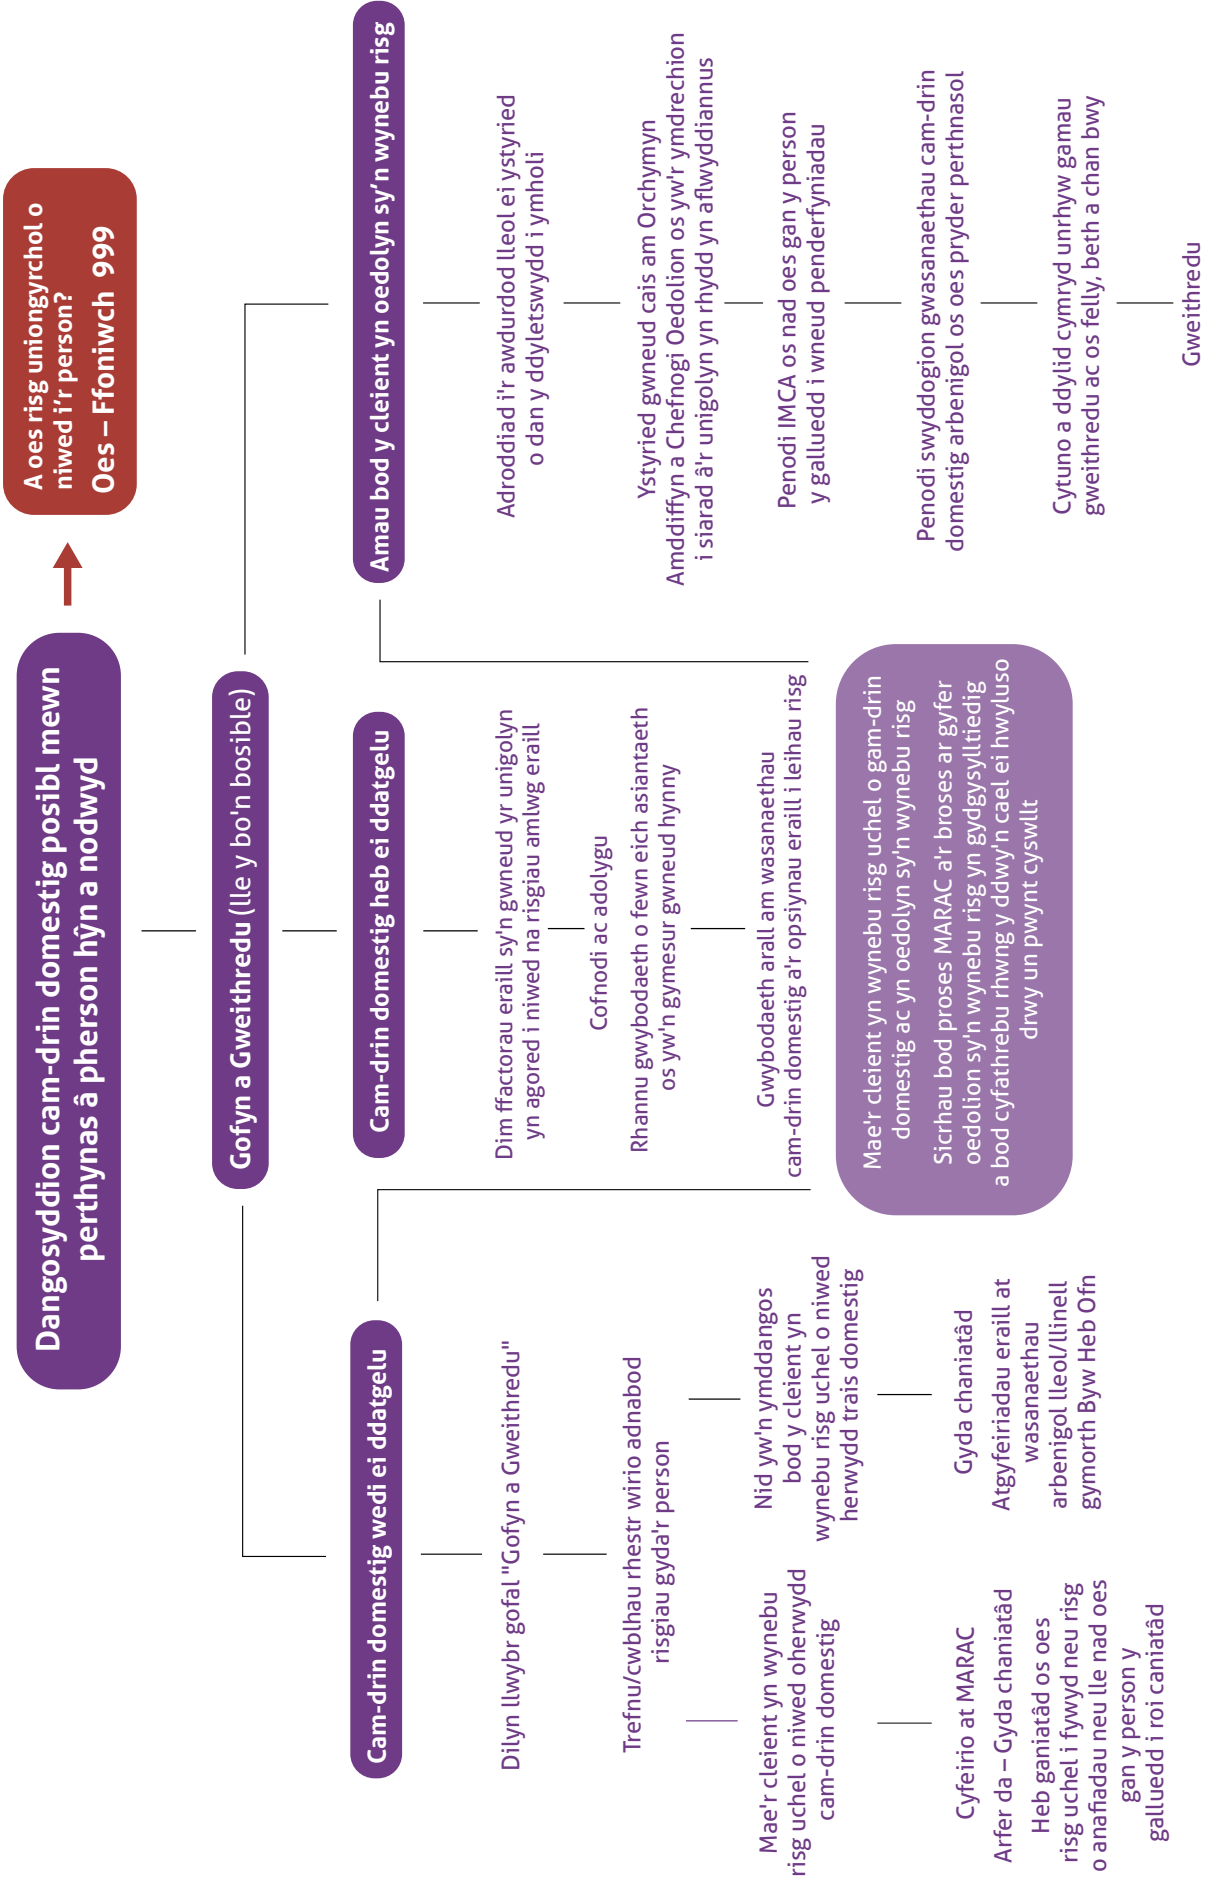 Dangosyddion cam-drin domestig posibl mewn
perthynas â pherson hŷn a nodwyd
A oes risg uniongyrchol o
niwed i'r person?
Oes – Ffoniwch 999
Gofyn a Gweithredu (lle y bo'n bosible)
Cam-drin domestig wedi ei ddatgelu
Dilyn llwybr gofal "Gofyn a Gweithredu"
Trefnu/cwblhau rhestr wirio adnabod
risgiau gyda'r person
Mae'r cleient yn wynebu
risg uchel o niwed oherwydd
cam-drin domestig
Cyfeirio at MARAC
Arfer da – Gyda chaniatâd
Heb ganiatâd os oes
risg uchel i fywyd neu risg
o anafiadau neu lle nad oes
gan y person y
galluedd i roi caniatâd
Nid yw'n ymddangos
bod y cleient yn
wynebu risg uchel o niwed
herwydd trais domestig
Gyda chaniatâd
Atgyfeiriadau eraill at
wasanaethau
arbenigol lleol/llinell
gymorth Byw Heb Ofn
Cam-drin domestig heb ei ddatgelu
Dim ffactorau eraill sy'n gwneud yr unigolyn
yn agored i niwed na risgiau amlwg eraill
Cofnodi ac adolygu
Rhannu gwybodaeth o fewn eich asiantaeth
os yw'n gymesur gwneud hynny
Gwybodaeth arall am wasanaethau
cam-drin domestig a'r opsiynau eraill i leihau risg
Mae'r cleient yn wynebu risg uchel o gam-drin
domestig ac yn oedolyn sy'n wynebu risg
Sicrhau bod proses MARAC a'r broses ar gyfer
oedolion sy'n wynebu risg yn gydgysylltiedig
a bod cyfathrebu rhwng y ddwy'n cael ei hwyluso
drwy un pwynt cyswllt
Amau bod y cleient yn oedolyn sy'n wynebu risg
Adroddiad i'r awdurdod lleol ei ystyried
o dan y ddyletswydd i ymholi
Ystyried gwneud cais am Orchymyn
Amddiffyn a Chefnogi Oedolion os yw'r ymdrechion
i siarad â'r unigolyn yn rhydd yn aflwyddiannus
Penodi IMCA os nad oes gan y person
y galluedd i wneud penderfyniadau
Penodi swyddogion gwasanaethau cam-drin
domestig arbenigol os oes pryder perthnasol
Cytuno a ddylid cymryd unrhyw gamau
gweithredu ac os felly, beth a chan bwy
Gweithredu